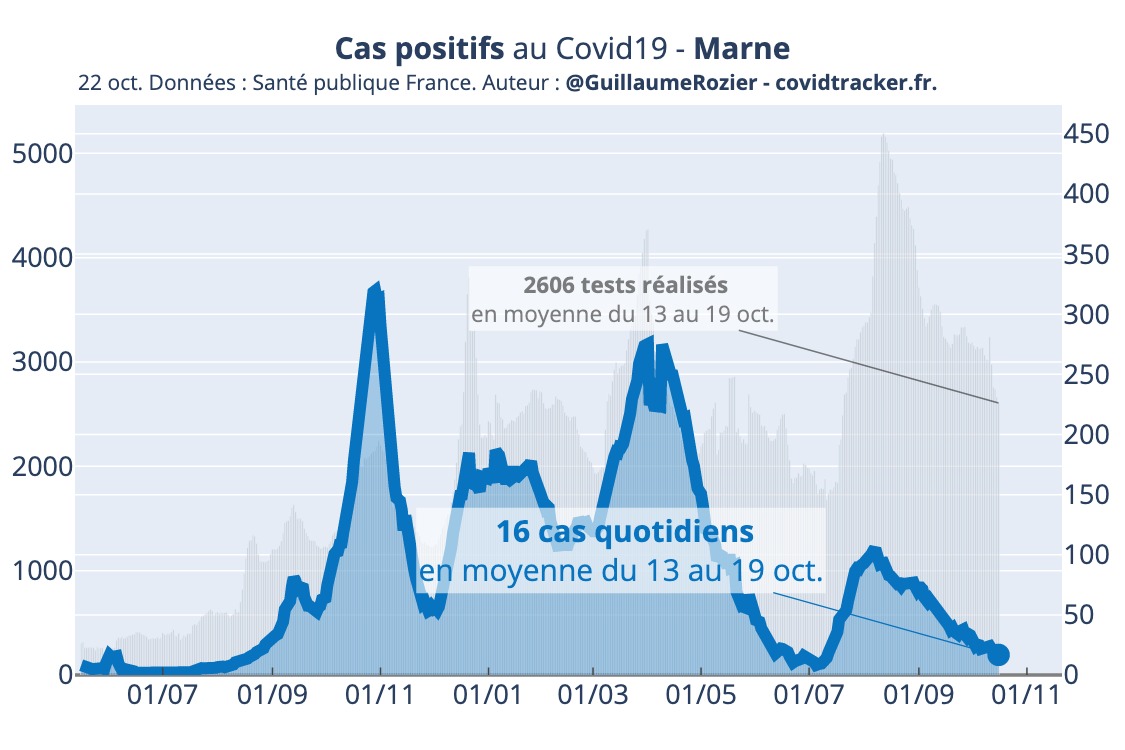 Cas positifs au Covid19 - Marne
22 oct. Données : Santé publique France. Auteur : @GuillaumeRozier - covidtracker.fr.
450
5000
400
4000
350
2606 tests réalisés
en moyenne du 13 au 19 oct.
300
3000
250
200
2000
150
16 cas quotidiens
100
1000
en moyenne du 13 au 19 oct.
50
0
0
01/07 01/09 01/11 01/01 01/03 01/05 01/07 01/09 01/11